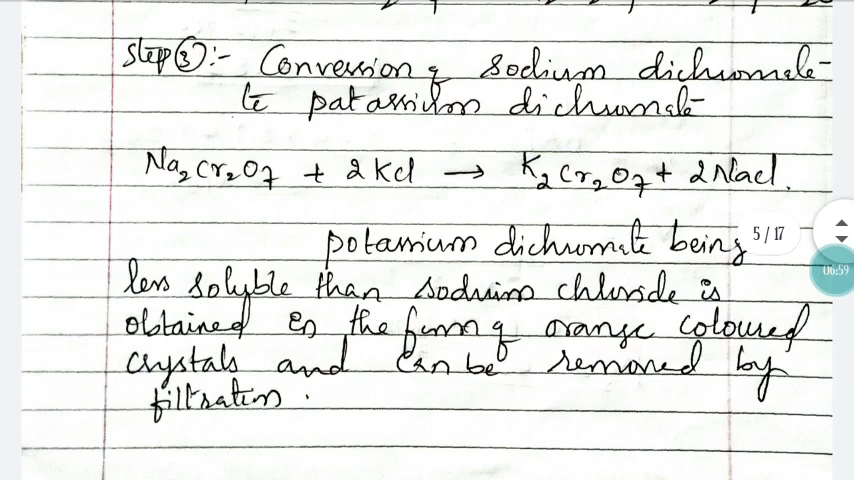 Step ③:- Conversion of sodium dichromate
to patassium dichromate
Na₂Cr₂O₇ + 2KCl → K₂Cr₂O₇ + 2NaCl.
potassium dichromate being
5 / 17
less soluble than sodium chloride is
06:59
obtained in the form of orange coloured
crystals and can be removed by
filtration.